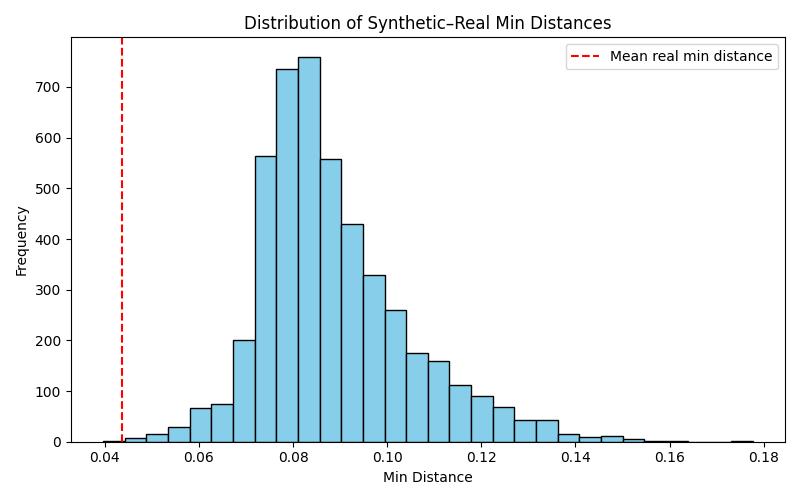 Distribution of Synthetic–Real Min Distances
Mean real min distance
Frequency
700
600
500
400
300
200
100
0
0.04 0.06 0.08 0.10 0.12 0.14 0.16 0.18
Min Distance